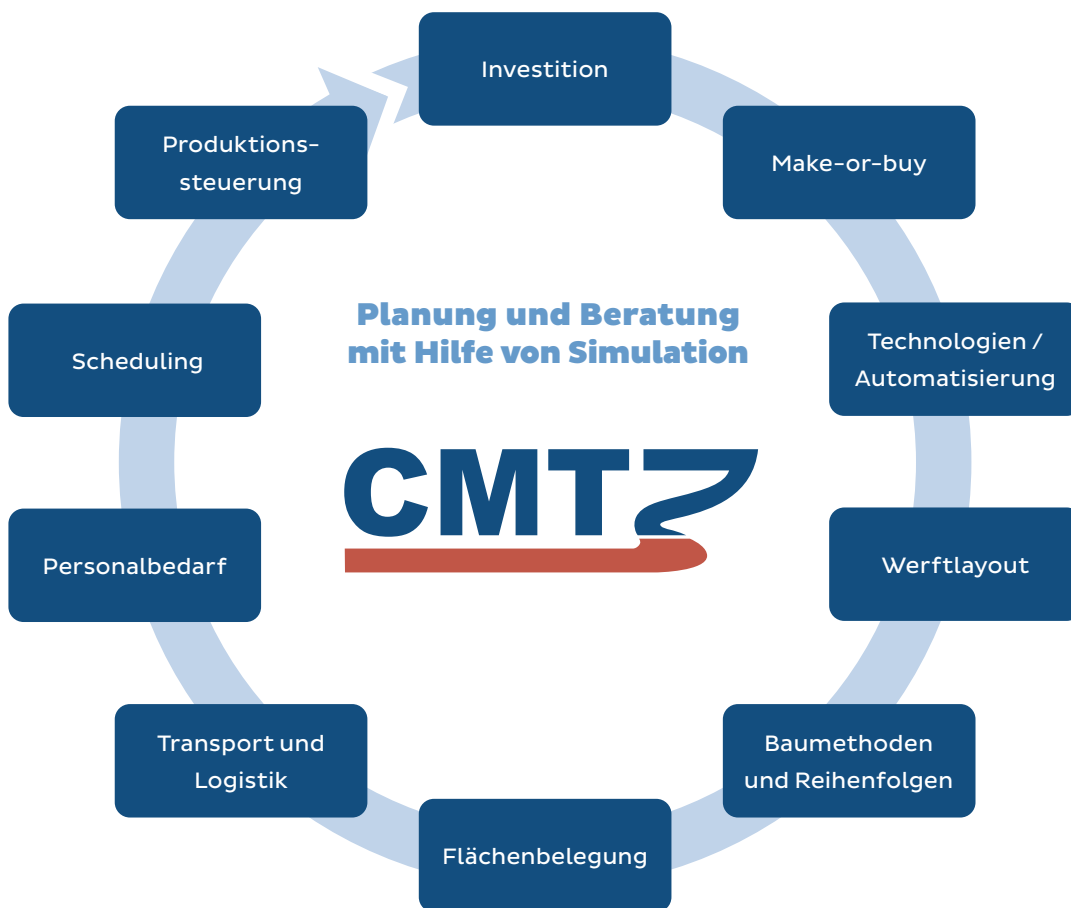 Investition
Make-or-buy
Technologien /
Automatisierung
Werftlayout
Baumethoden
und Reihenfolgen
Flächenbelegung
Transport und
Logistik
Personalbedarf
Scheduling
Produktions-
steuerung
Planung und Beratung
mit Hilfe von Simulation
CMT